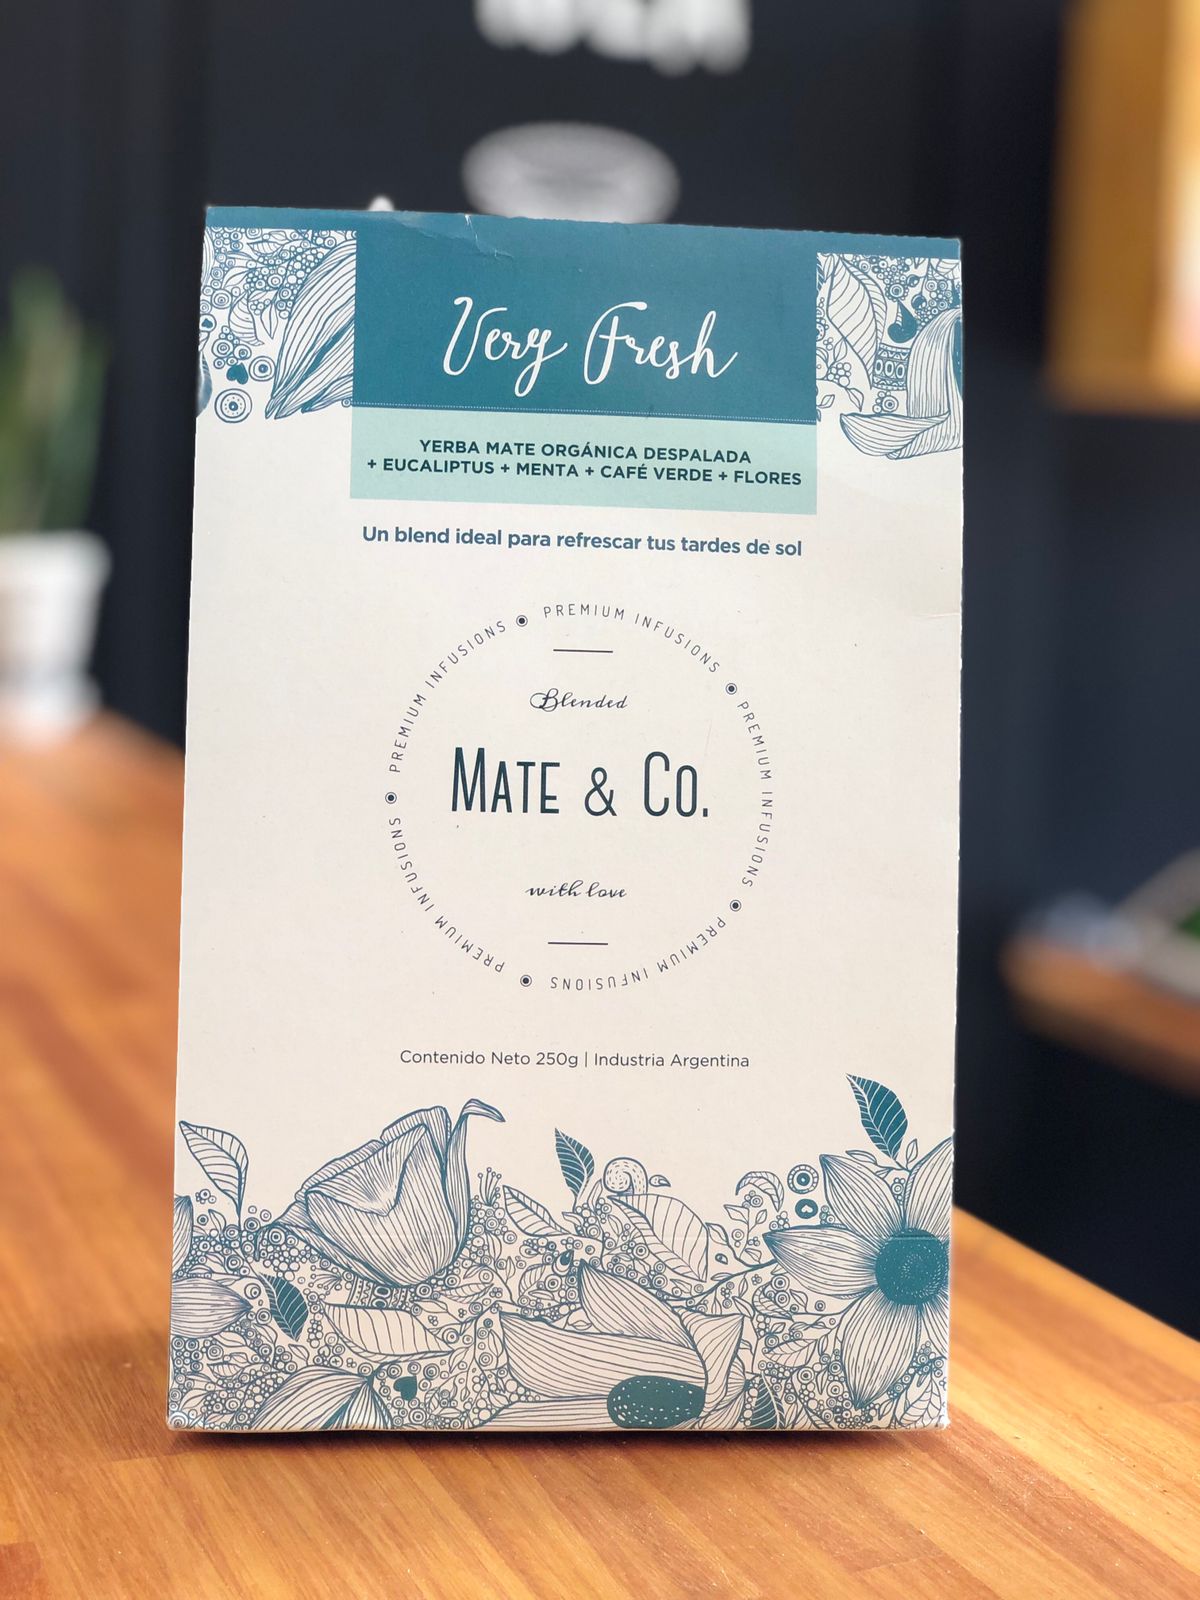 Very Fresh
YERBA MATE ORGÁNICA DESPALADA
+ EUCALIPTUS + MENTA + CAFÉ VERDE + FLORES
Un blend ideal para refrescar tus tardes de sol
PREMIUM INFUSIONS
PREMIUM INFUSIONS
PREMIUM INFUSIONS
PREMIUM INFUSIONS
PREMIUM INFUSIONS
Blended
MATE & CO.
with love
Contenido Neto 250g | Industria Argentina